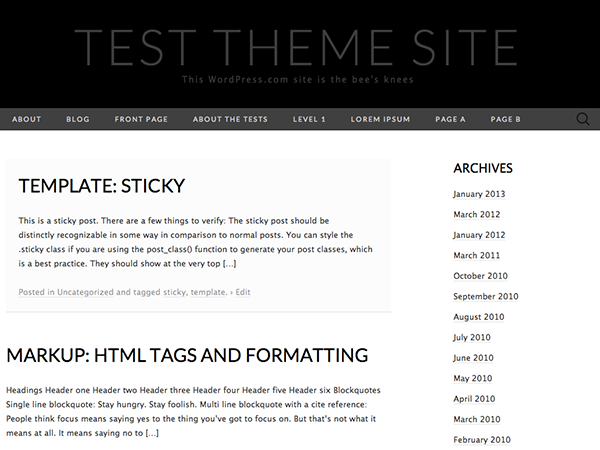 TEST THEME SITE
This WordPress.com site is the bee's knees
ABOUT BLOG FRONT PAGE ABOUT THE TESTS LEVEL 1 LOREM IPSUM PAGE A PAGE B
TEMPLATE: STICKY
This is a sticky post. There are a few things to verify: The sticky post should be
distinctly recognizable in some way in comparison to normal posts. You can style the
.sticky class if you are using the post_class() function to generate your post classes, which
is a best practice. They should show at the very top [...]
Posted in Uncategorized and tagged sticky, template. › Edit
MARKUP: HTML TAGS AND FORMATTING
Headings Header one Header two Header three Header four Header five Header six Blockquotes
Single line blockquote: Stay hungry. Stay foolish. Multi line blockquote with a cite reference:
People think focus means saying yes to the thing you've got to focus on. But that's not what it
means at all. It means saying no to [...]
ARCHIVES
January 2013
March 2012
January 2012
March 2011
October 2010
September 2010
August 2010
July 2010
June 2010
May 2010
April 2010
March 2010
February 2010